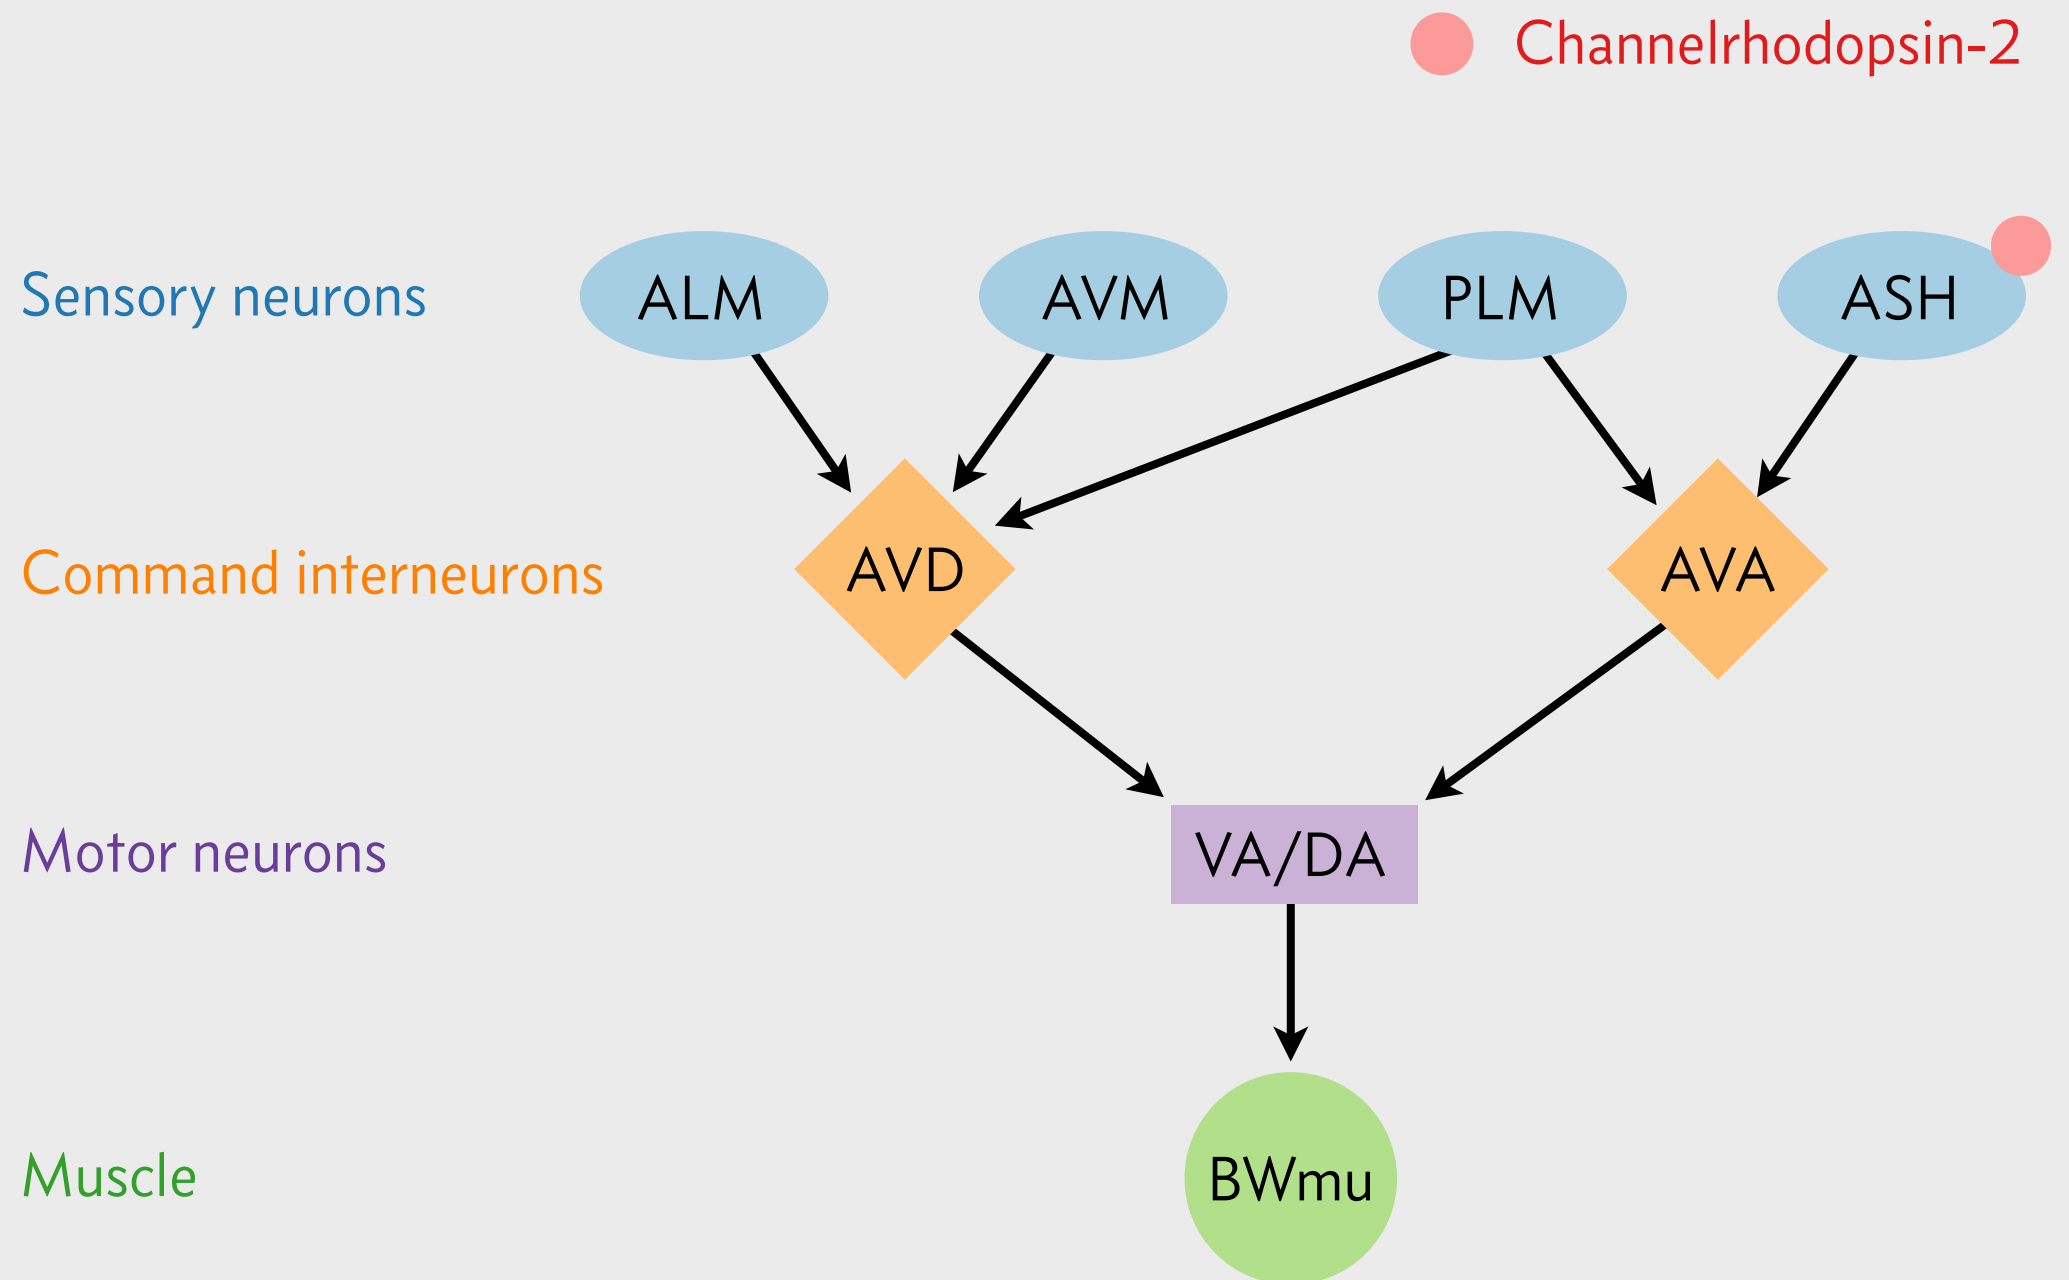 Channelrhodopsin-2
Sensory neurons
ALM
AVM
PLM
ASH
Command interneurons
AVD
AVA
Motor neurons
VA/DA
Muscle
BWmu